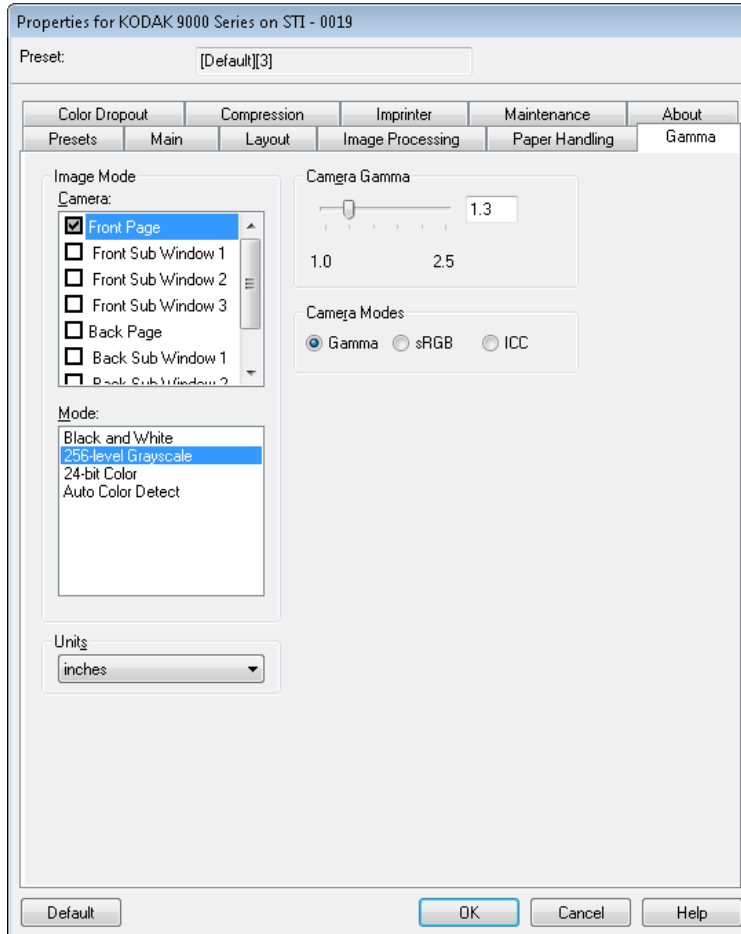 Properties for KODAK 9000 Series on STI - 0019
Preset: [Default][3]
Color Dropout Compression Imprinter Maintenance About
Presets Main Layout Image Processing Paper Handling Gamma
Image Mode
Camera:
Front Page
Front Sub Window 1
Front Sub Window 2
Front Sub Window 3
Back Page
Back Sub Window 1
Back Sub Window 2
Mode:
Black and White
256-level Grayscale
24-bit Color
Auto Color Detect
Units
inches
Camera Gamma
1.3
1.0 2.5
Camera Modes
Gamma sRGB ICC
Default OK Cancel Help